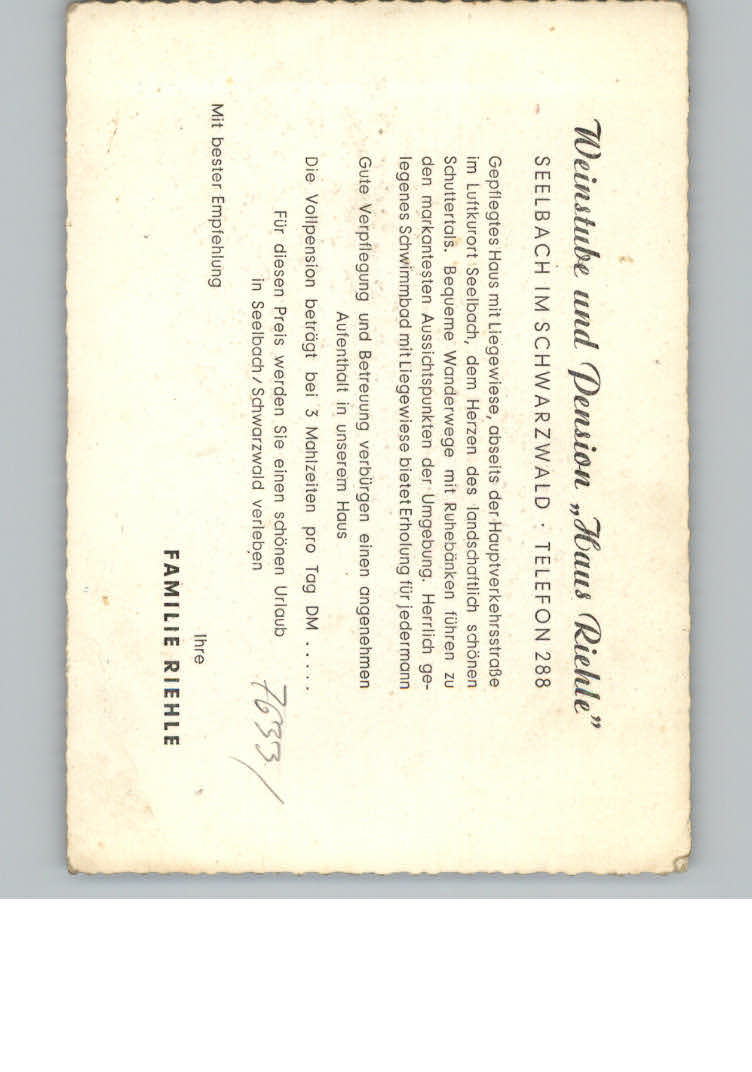 Weinstube und Pension „Haus Riehle”
SEELBACH IM SCHWARZWALD · TELEFON 288
Gepflegtes Haus mit Liegewiese, abseits der Hauptverkehrsstraße
im Luftkurort Seelbach, dem Herzen des landschaftlich schönen
Schuttertals. Bequeme Wanderwege mit Ruhebänken führen zu
den markantesten Aussichtspunkten der Umgebung. Herrlich ge-
legenes Schwimmbad mit Liegewiese bietet Erholung für jedermann
Gute Verpflegung und Betreuung verbürgen einen angenehmen
Aufenthalt in unserem Haus
Die Vollpension beträgt bei 3 Mahlzeiten pro Tag DM . . . . .
Für diesen Preis werden Sie einen schönen Urlaub
in Seelbach / Schwarzwald verleben
7633/
Mit bester Empfehlung
Ihre
FAMILIE RIEHLE